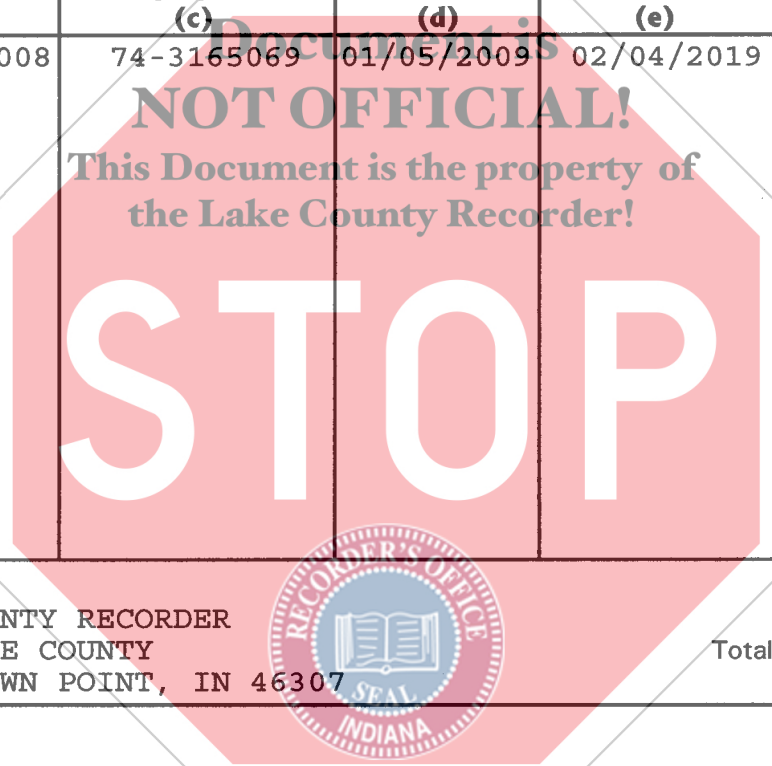 (c) (d) (e)
Document is
008 74-3165069 01/05/2009 02/04/2019
NOT OFFICIAL!
This Document is the property of
the Lake County Recorder!
STOP
RECORDER'S OFFICE
NTY RECORDER
E COUNTY Total
WN POINT, IN 46307
SEAL
INDIANA